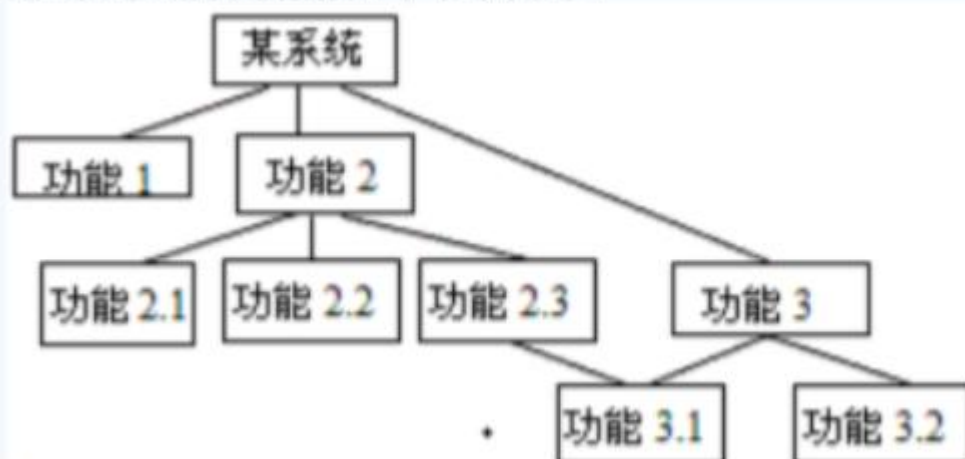 某系统
功能 1
功能 2
功能 2.1
功能 2.2
功能 2.3
功能 3
功能 3.1
功能 3.2